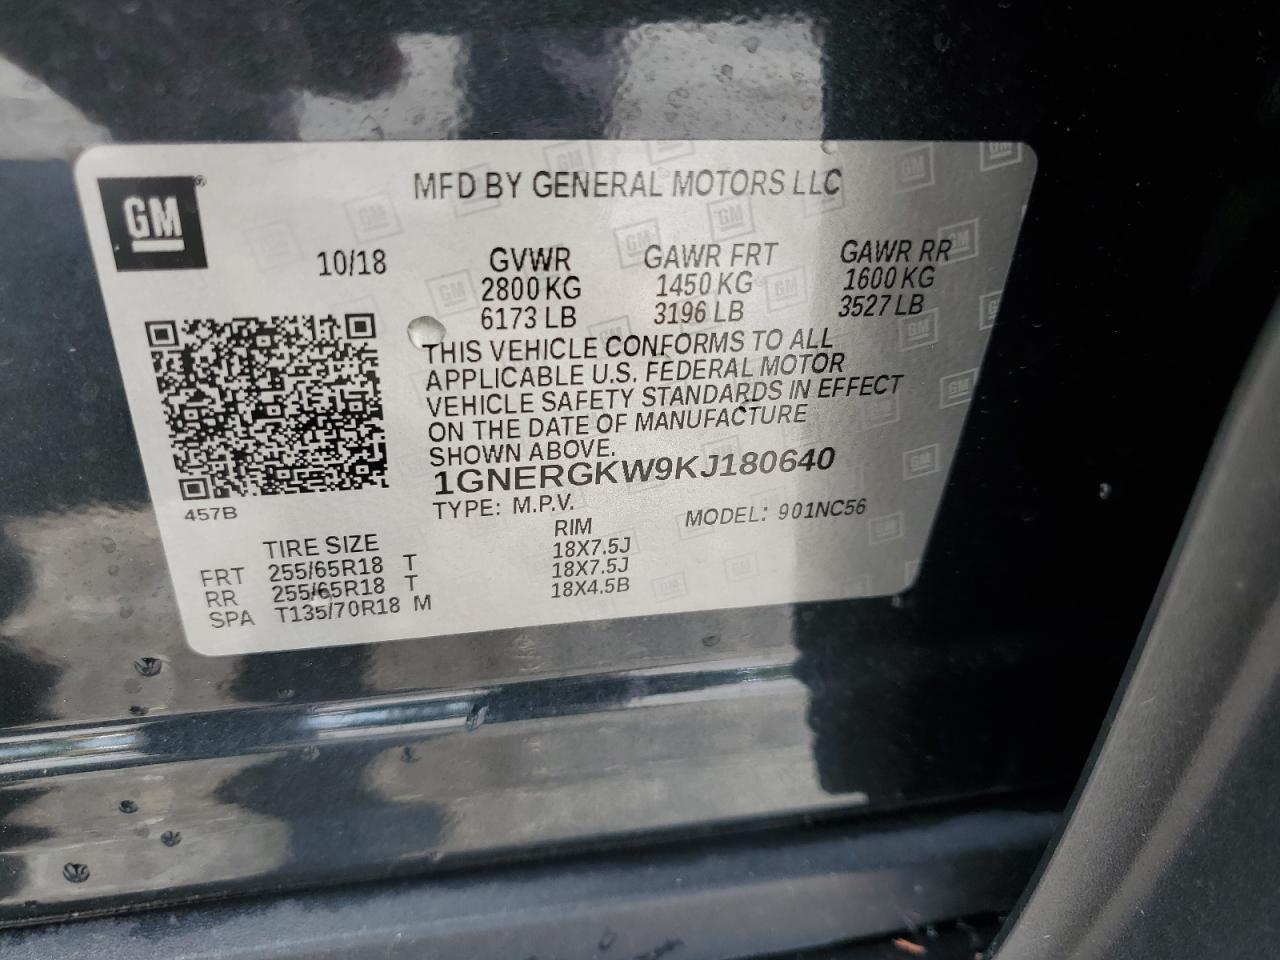 GM
MFD BY GENERAL MOTORS LLC
10/18 GVWR GAWR FRT GAWR RR
2800 KG 1450 KG 1600 KG
6173 LB 3196 LB 3527 LB
THIS VEHICLE CONFORMS TO ALL
APPLICABLE U.S. FEDERAL MOTOR
VEHICLE SAFETY STANDARDS IN EFFECT
ON THE DATE OF MANUFACTURE
SHOWN ABOVE.
1GNERGKW9KJ180640
457B
TYPE: M.P.V. MODEL: 901NC56
TIRE SIZE RIM
FRT 255/65R18 T 18X7.5J
RR 255/65R18 T 18X7.5J
SPA T135/70R18 M 18X4.5B